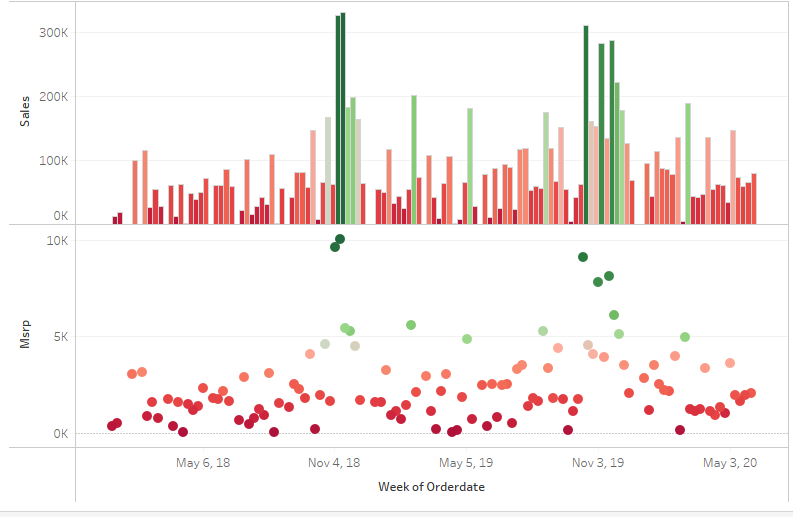 300K
200K
Sales
100K
0K
10K
5K
Msrp
0K
May 6, 18 Nov 4, 18 May 5, 19 Nov 3, 19 May 3, 20
Week of Orderdate